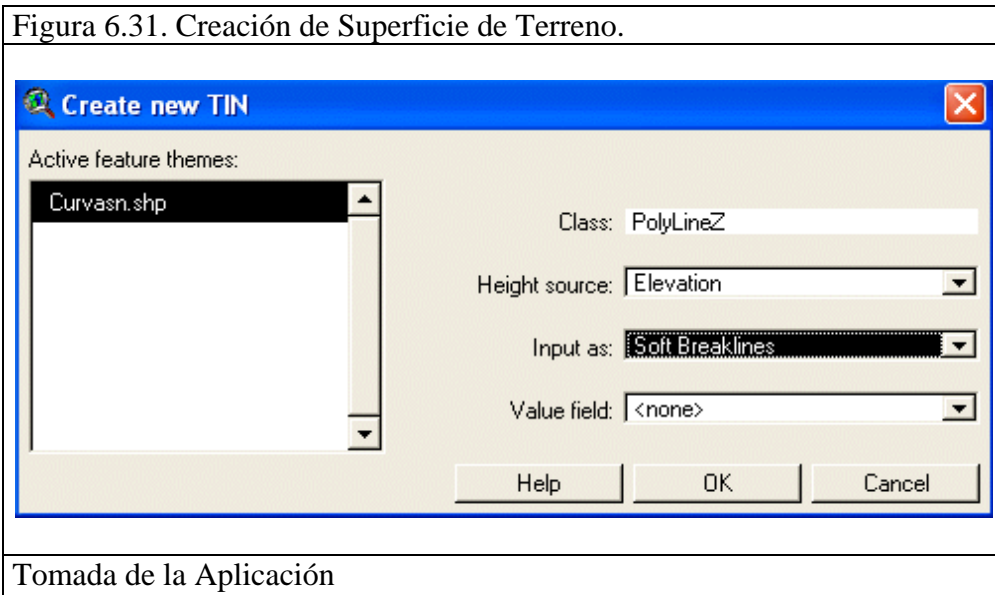 Figura 6.31. Creación de Superficie de Terreno.
Create new TIN
Active feature themes:
Curvasn.shp
Class: PolyLineZ
Height source: Elevation
Input as: Soft Breaklines
Value field: <none>
Help OK Cancel
Tomada de la Aplicación